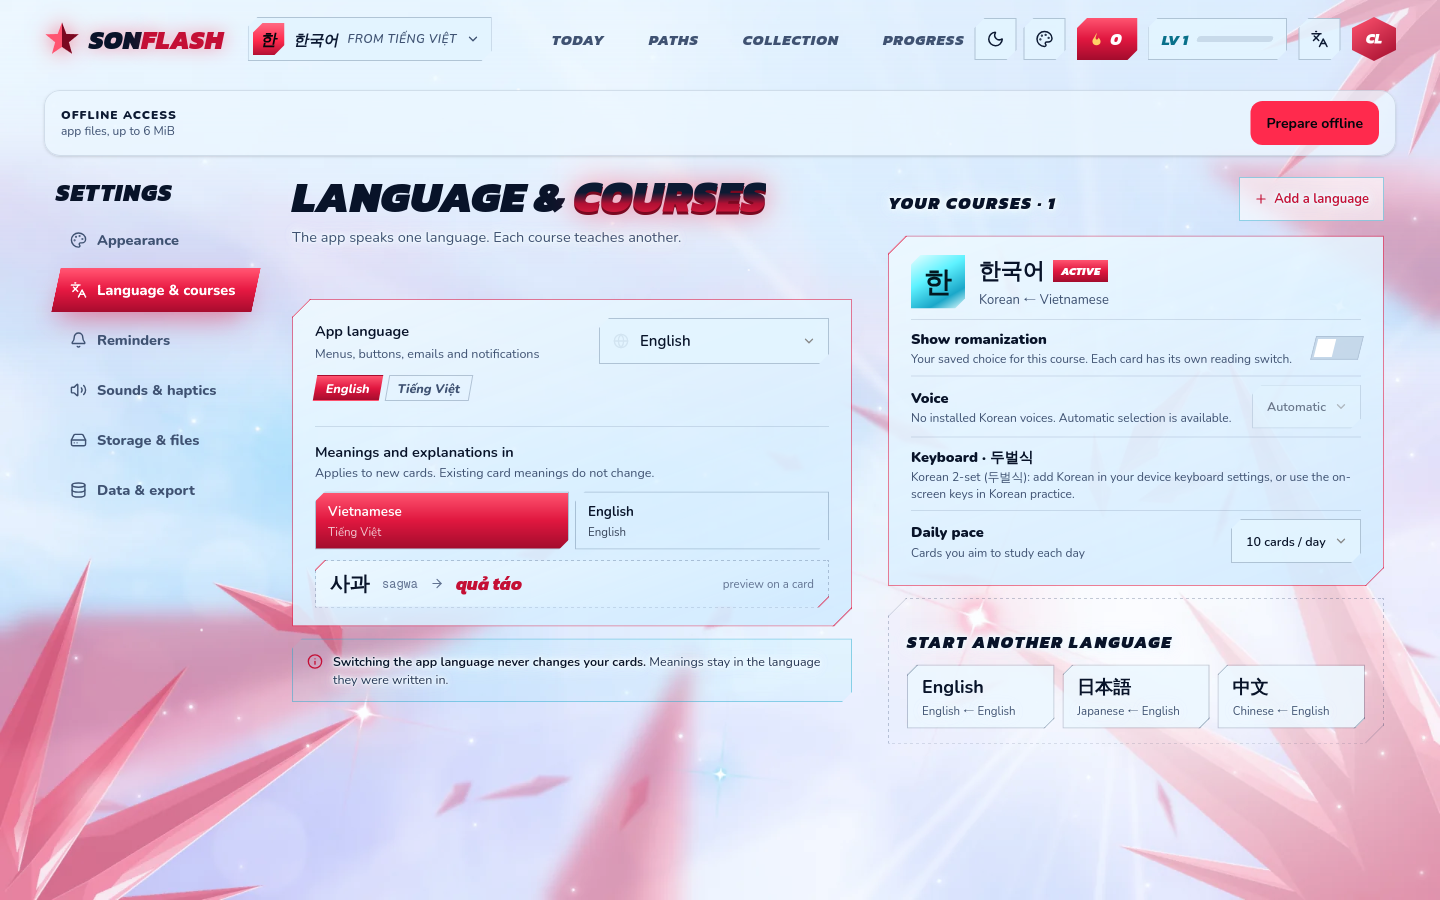 SONFLASH
한 한국어 FROM TIẾNG VIỆT
TODAY
PATHS
COLLECTION
PROGRESS
0
LV 1
CL
OFFLINE ACCESS
app files, up to 6 MiB
Prepare offline
SETTINGS
Appearance
Language & courses
Reminders
Sounds & haptics
Storage & files
Data & export
LANGUAGE & COURSES
The app speaks one language. Each course teaches another.
App language
Menus, buttons, emails and notifications
English
English
Tiếng Việt
Meanings and explanations in
Applies to new cards. Existing card meanings do not change.
Vietnamese
Tiếng Việt
English
English
사과 sagwa → quả táo
preview on a card
Switching the app language never changes your cards. Meanings stay in the language
they were written in.
YOUR COURSES · 1
+ Add a language
한
한국어 ACTIVE
Korean ← Vietnamese
Show romanization
Your saved choice for this course. Each card has its own reading switch.
Voice
No installed Korean voices. Automatic selection is available.
Automatic
Keyboard · 두벌식
Korean 2-set (두벌식): add Korean in your device keyboard settings, or use the on-
screen keys in Korean practice.
Daily pace
Cards you aim to study each day
10 cards / day
START ANOTHER LANGUAGE
English
English ← English
日本語
Japanese ← English
中文
Chinese ← English